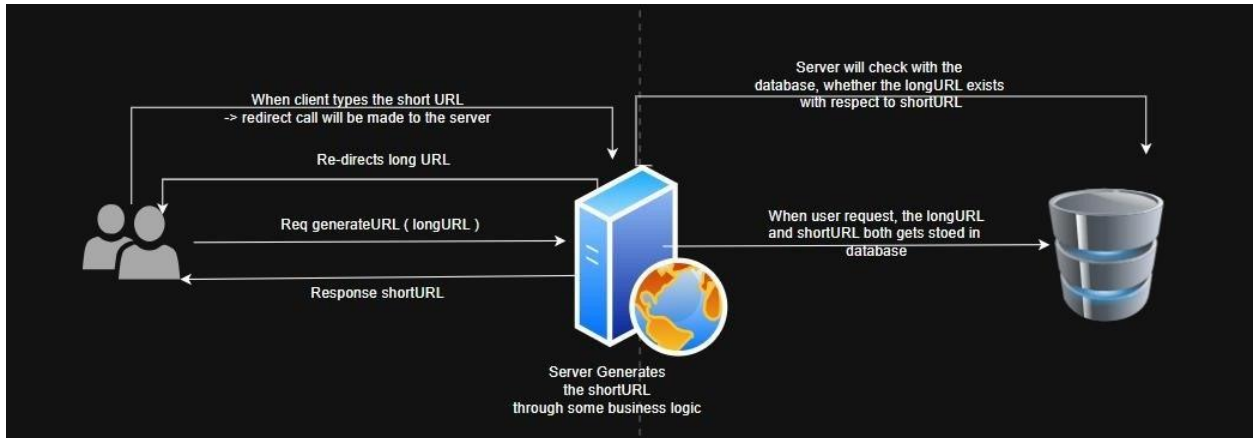 When client types the short URL
-> redirect call will be made to the server
Re-directs long URL
Req generateURL ( longURL )
Response shortURL
Server Generates
the shortURL
through some business logic
Server will check with the
database, whether the longURL exists
with respect to shortURL
When user request, the longURL
and shortURL both gets stoed in
database